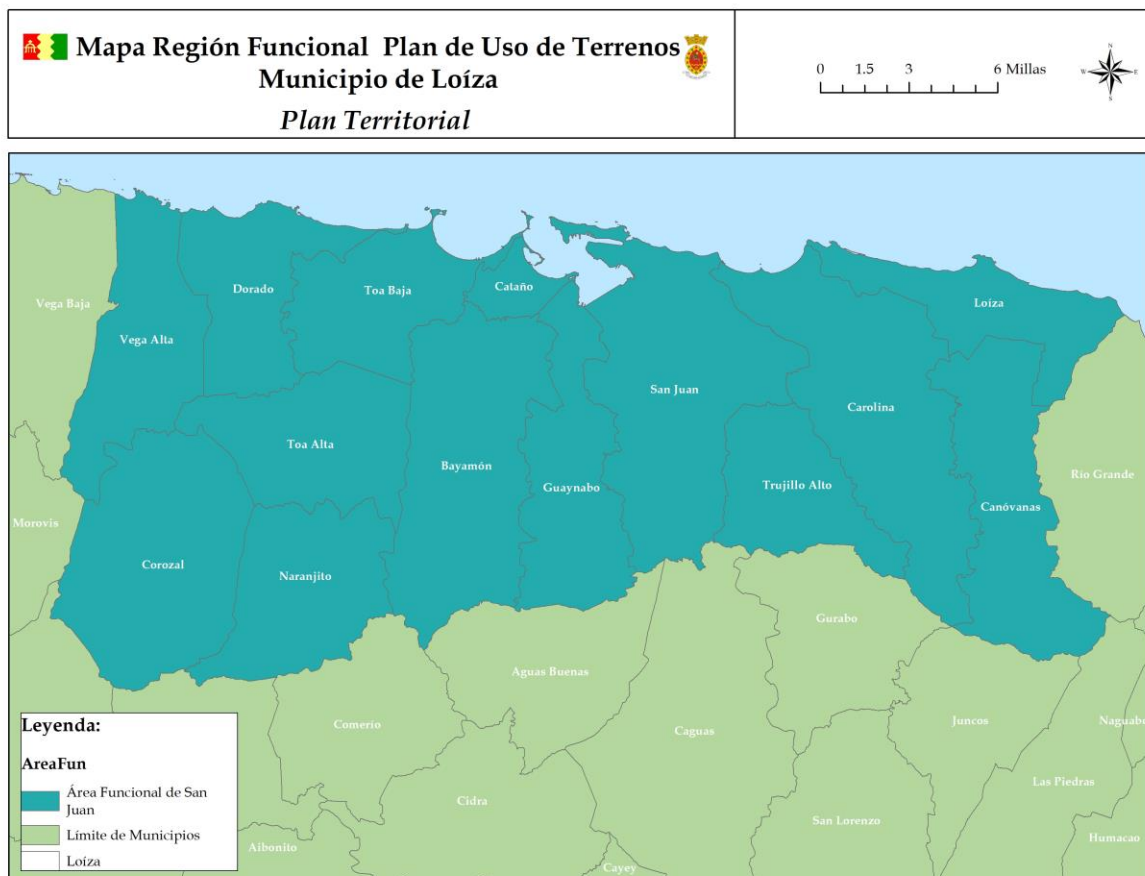 Mapa Región Funcional Plan de Uso de Terrenos
Municipio de Loíza
Plan Territorial
0 1.5 3 6 Millas
N
W E
S
Vega Baja
Dorado
Toa Baja
Cataño
Loíza
Vega Alta
San Juan
Carolina
Toa Alta
Bayamón
Guaynabo
Trujillo Alto
Río Grande
Canóvanas
Morovis
Corozal
Naranjito
Gurabo
Aguas Buenas
Comerío
Caguas
Juncos
Naguabo
Las Piedras
Cidra
San Lorenzo
Humacao
Aibonito
Cayey
Leyenda:
AreaFun
Área Funcional de San
Juan
Límite de Municipios
Loíza